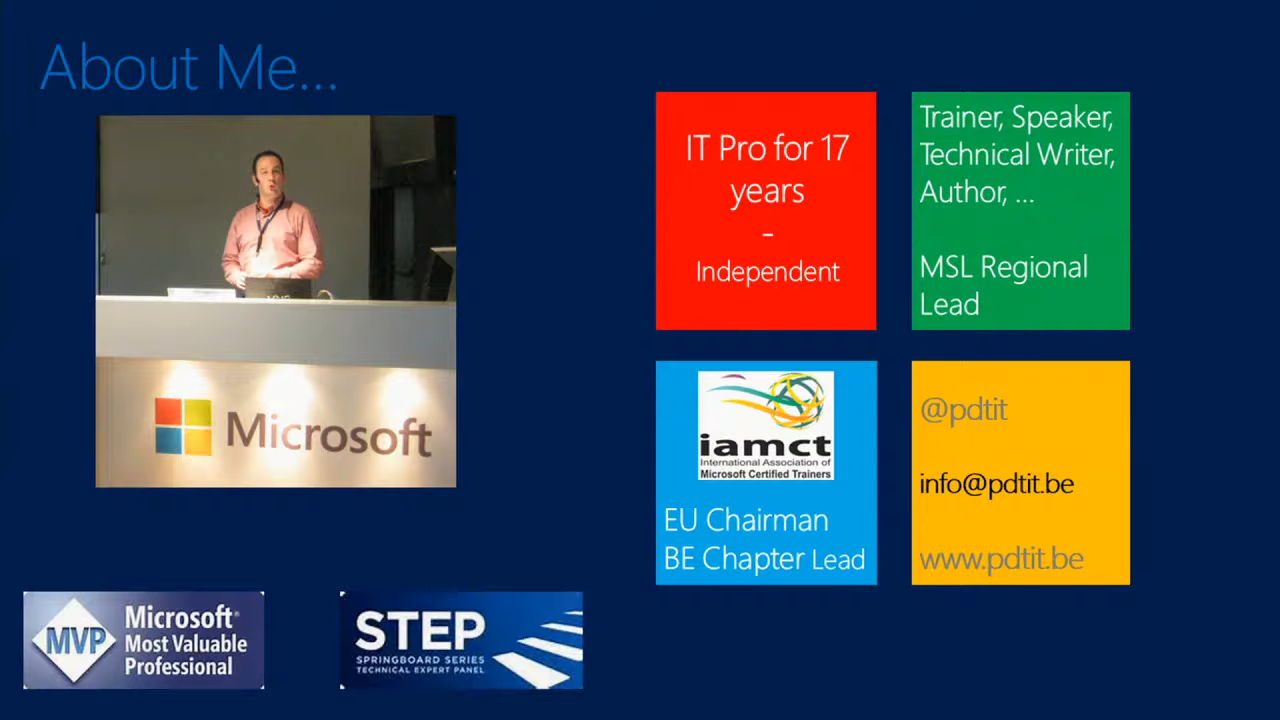 About Me...
IT Pro for 17
years
-
Independent
Trainer, Speaker,
Technical Writer,
Author, ...
MSL Regional
Lead
Microsoft
iamct
International Association of
Microsoft Certified Trainers
EU Chairman
BE Chapter Lead
@pdtit
info@pdtit.be
www.pdtit.be
MVP
Microsoft®
Most Valuable
Professional
STEP
SPRINGBOARD SERIES
TECHNICAL EXPERT PANEL